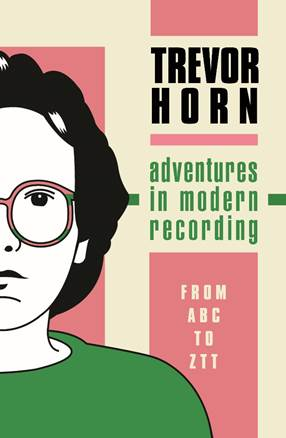 TREVOR
HORN
adventures
in modern
recording
FROM
ABC
TO
ZTT